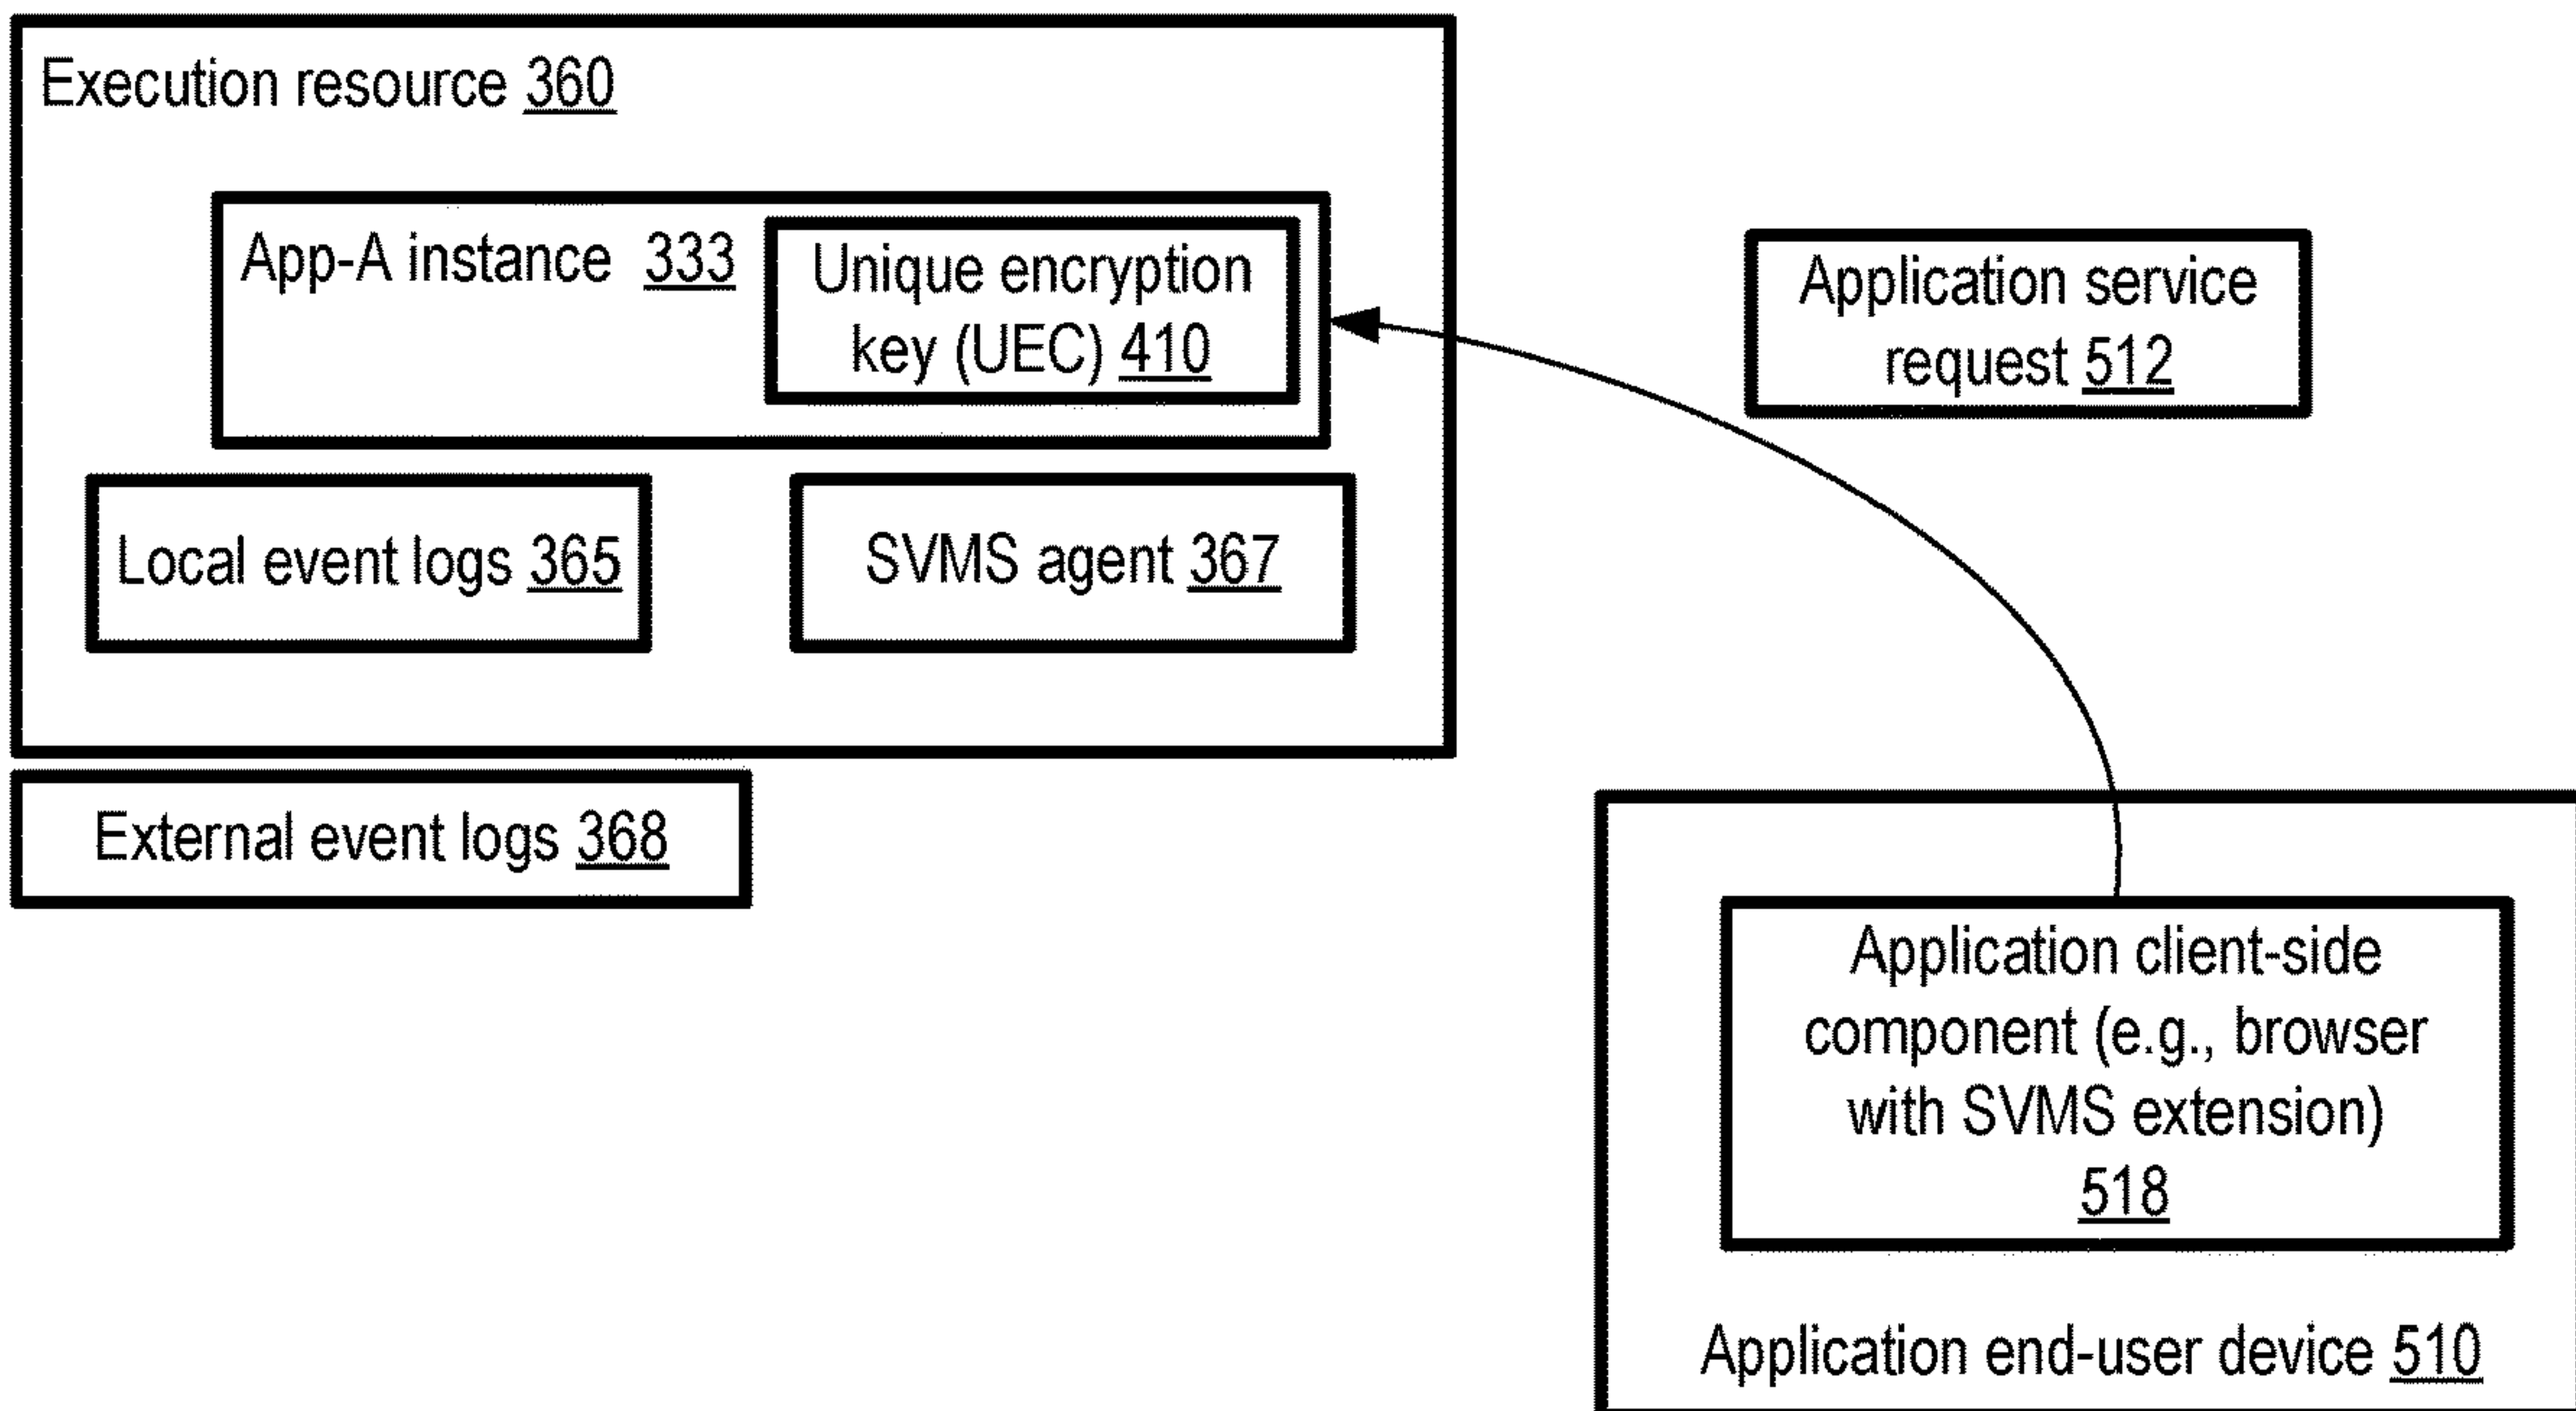 Execution resource 360
App-A instance 333
Unique encryption
key (UEC) 410
Local event logs 365
SVMS agent 367
External event logs 368
Application service
request 512
Application client-side
component (e.g., browser
with SVMS extension)
518
Application end-user device 510